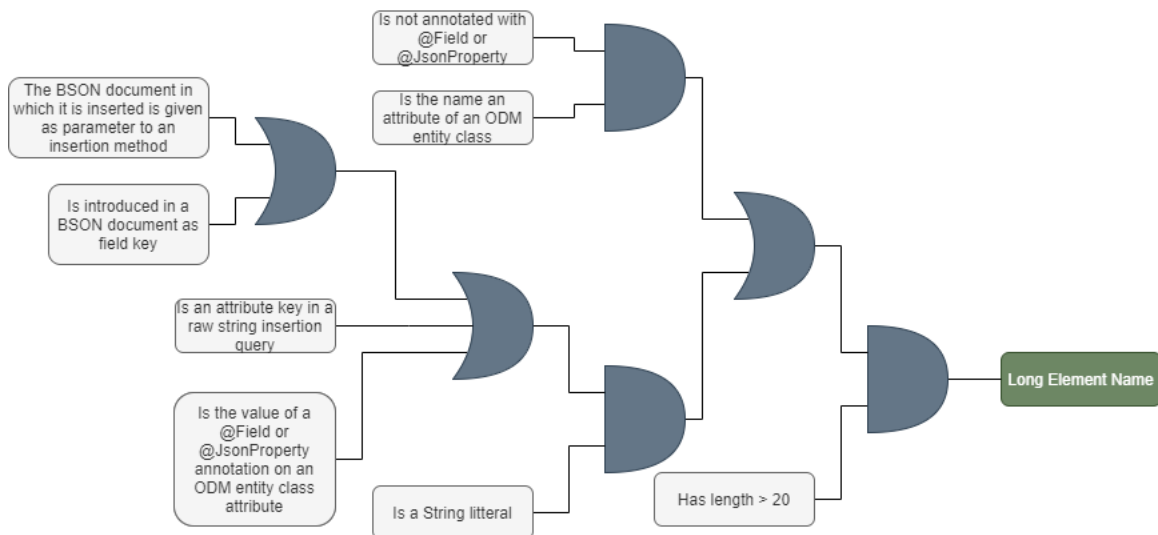 Is not annotated with
@Field or
@JsonProperty
The BSON document in
which it is inserted is given
as parameter to an
insertion method
Is the name an
attribute of an ODM
entity class
Is introduced in a
BSON document as
field key
Is an attribute key in a
raw string insertion
query
Long Element Name
Is the value of a
@Field or
@JsonProperty
annotation on an
ODM entity class
attribute
Has length > 20
Is a String litteral